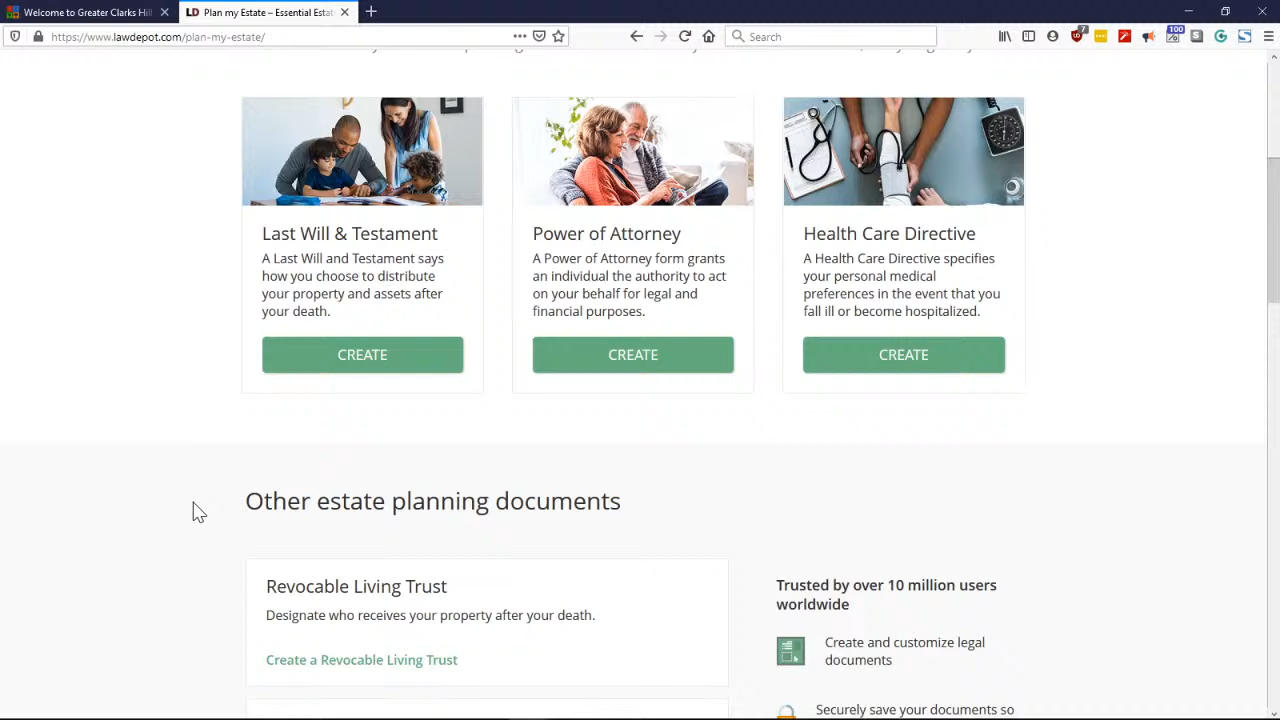 Welcome to Greater Clarks Hill
LD Plan my Estate – Essential Estat
https://www.lawdepot.com/plan-my-estate/
Search
7
100
Last Will & Testament
A Last Will and Testament says
how you choose to distribute
your property and assets after
your death.
CREATE
Power of Attorney
A Power of Attorney form grants
an individual the authority to act
on your behalf for legal and
financial purposes.
CREATE
Health Care Directive
A Health Care Directive specifies
your personal medical
preferences in the event that you
fall ill or become hospitalized.
CREATE
Other estate planning documents
Revocable Living Trust
Designate who receives your property after your death.
Create a Revocable Living Trust
Trusted by over 10 million users
worldwide
Create and customize legal
documents
Securely save your documents so